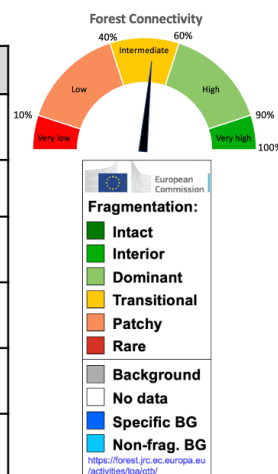 Forest Connectivity
40%
60%
Intermediate
Low
High
10%
90%
Very low
Very high
100%
European
Commission
Fragmentation:
Intact
Interior
Dominant
Transitional
Patchy
Rare
Background
No data
Specific BG
Non-frag. BG
https://forest.jrc.ec.europa.eu
/activities/lpa/gtb/